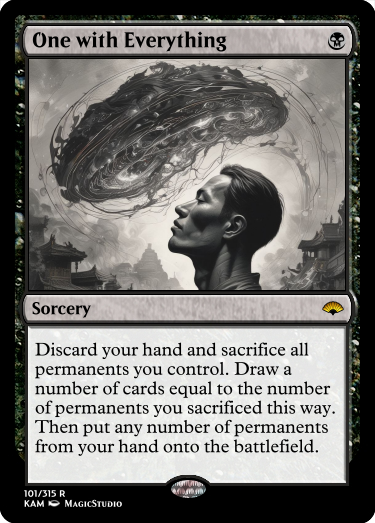 One with Everything
Sorcery
Discard your hand and sacrifice all
permanents you control. Draw a
number of cards equal to the number
of permanents you sacrificed this way.
Then put any number of permanents
from your hand onto the battlefield.
101/315 R
KAM MagicStudio